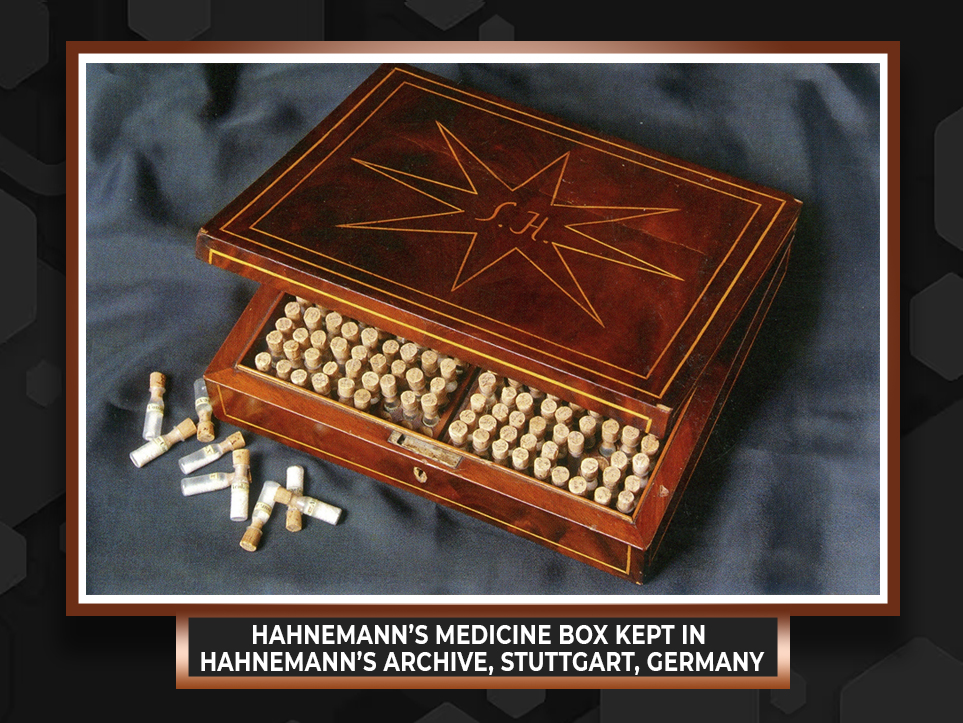 S.H.
HAHNEMANN'S MEDICINE BOX KEPT IN
HAHNEMANN'S ARCHIVE, STUTTGART, GERMANY